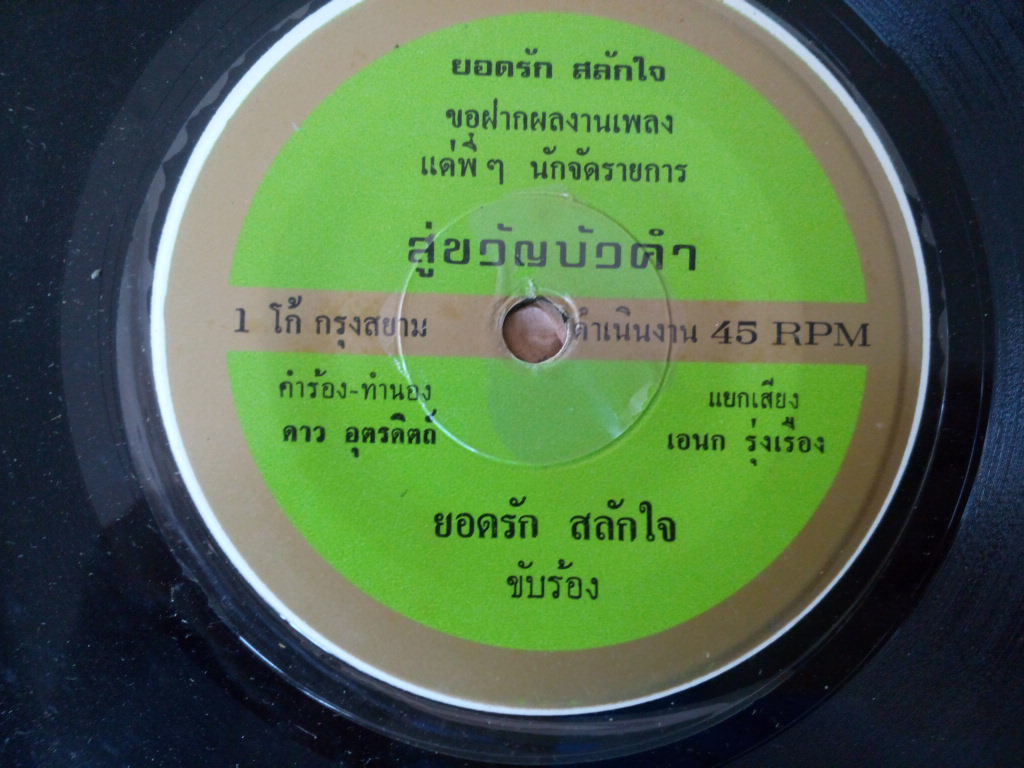 ยอดรัก สลักใจ
ขอฝากผลงานเพลง
แด่พี่ๆ นักจัดรายการ
สู่ขวัญบัวคำ
1 โก้ กรุงสยาม ดำเนินงาน 45 RPM
คำร้อง-ทำนอง
ดาว อุตรดิตถ์
แยกเสียง
เอนก รุ่งเรือง
ยอดรัก สลักใจ
ขับร้อง